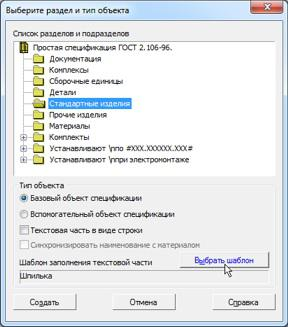 Выберите раздел и тип объекта
Список разделов и подразделов
Простая спецификация ГОСТ 2.106-96.
Документация
Комплексы
Сборочные единицы
Детали
Стандартные изделия
Прочие изделия
Материалы
Комплекты
Устанавливают \nпо #XXX.XXXXXX.XXX#
Устанавливают \nпри электромонтаже
Тип объекта
Базовый объект спецификации
Вспомогательный объект спецификации
Текстовая часть в виде строки
Синхронизировать наименование с материалом
Шаблон заполнения текстовой части
Выбрать шаблон
Шпилька
Создать
Отмена
Справка